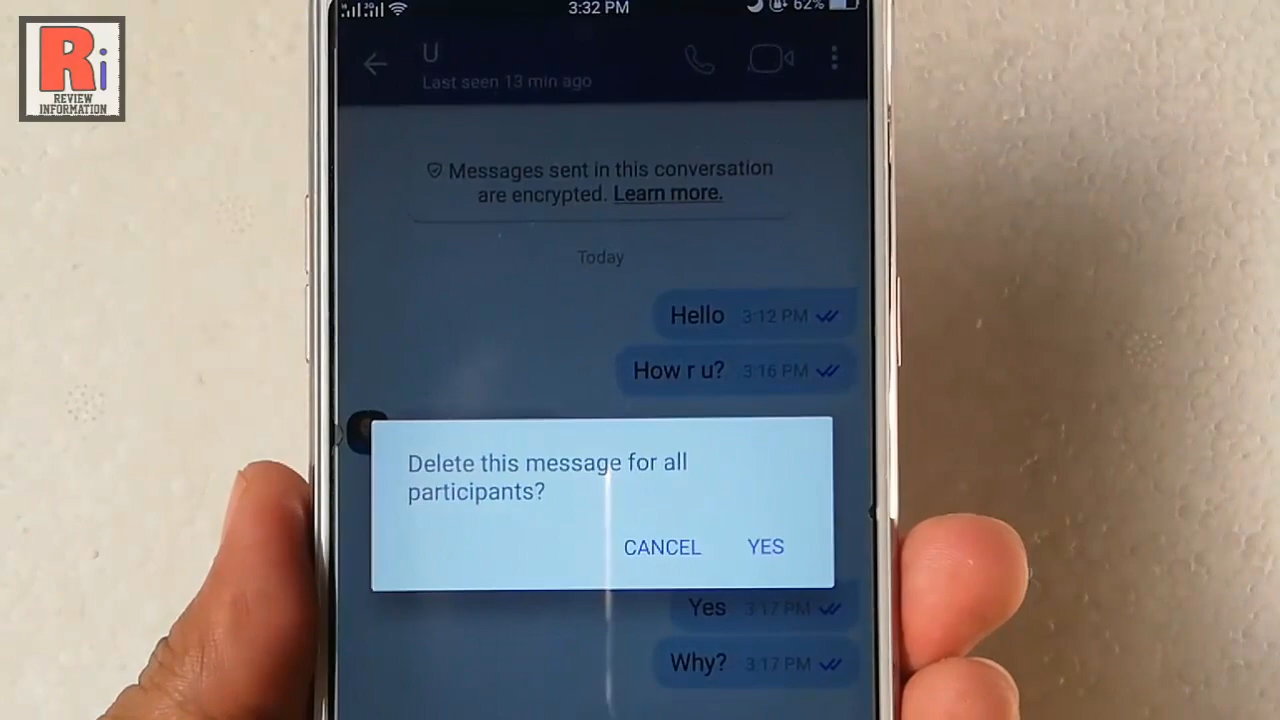 Ri
REVIEW
INFORMATION
3G
3:32 PM
62%
U
Last seen 13 min ago
Messages sent in this conversation
are encrypted. Learn more.
Today
Hello 3:12 PM
How r u? 3:16 PM
Delete this message for all
participants?
CANCEL YES
Yes 3:17 PM
Why? 3:17 PM